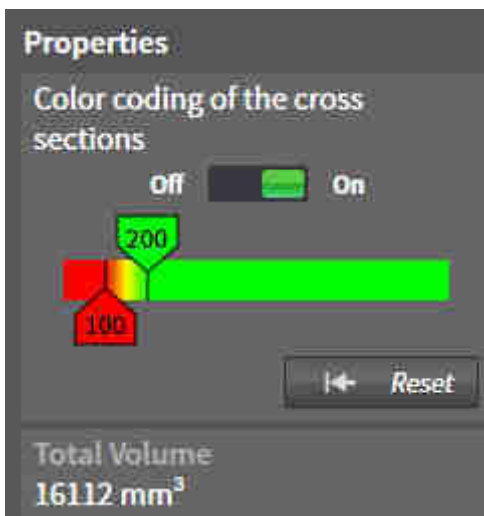 Properties
Color coding of the cross
sections
Off On
200
100
Reset
Total Volume
16112 mm³